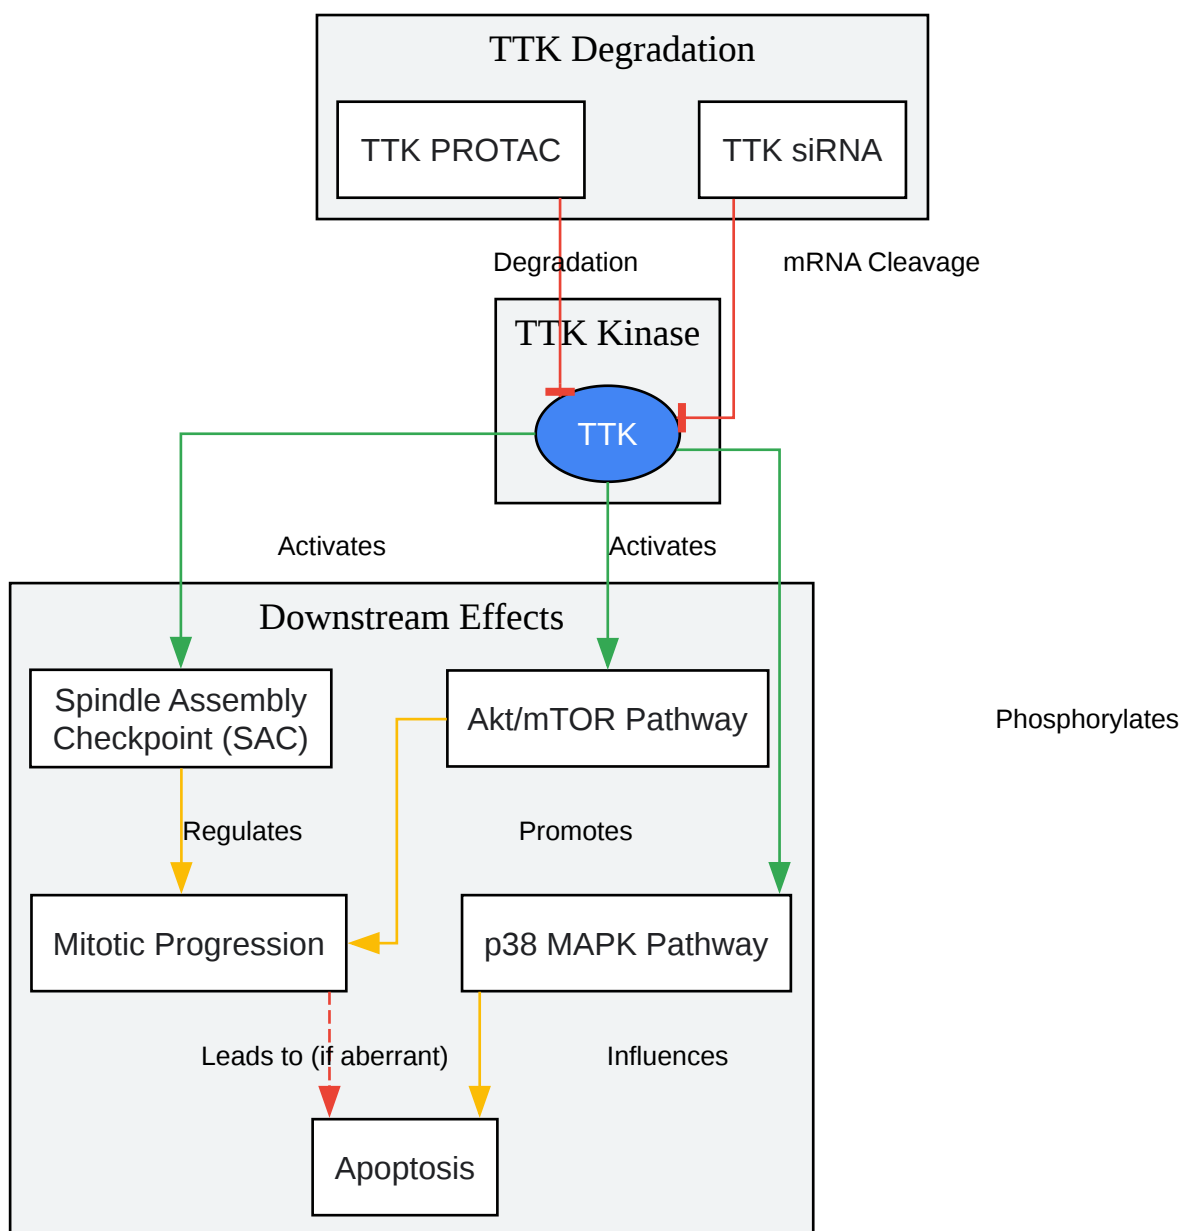 TTK Degradation
TTK PROTAC
TTK siRNA
Degradation
mRNA Cleavage
TTK Kinase
TTK
Activates
Activates
Downstream Effects
Spindle Assembly
Checkpoint (SAC)
Akt/mTOR Pathway
Phosphorylates
Regulates
Promotes
Mitotic Progression
p38 MAPK Pathway
Leads to (if aberrant)
Influences
Apoptosis